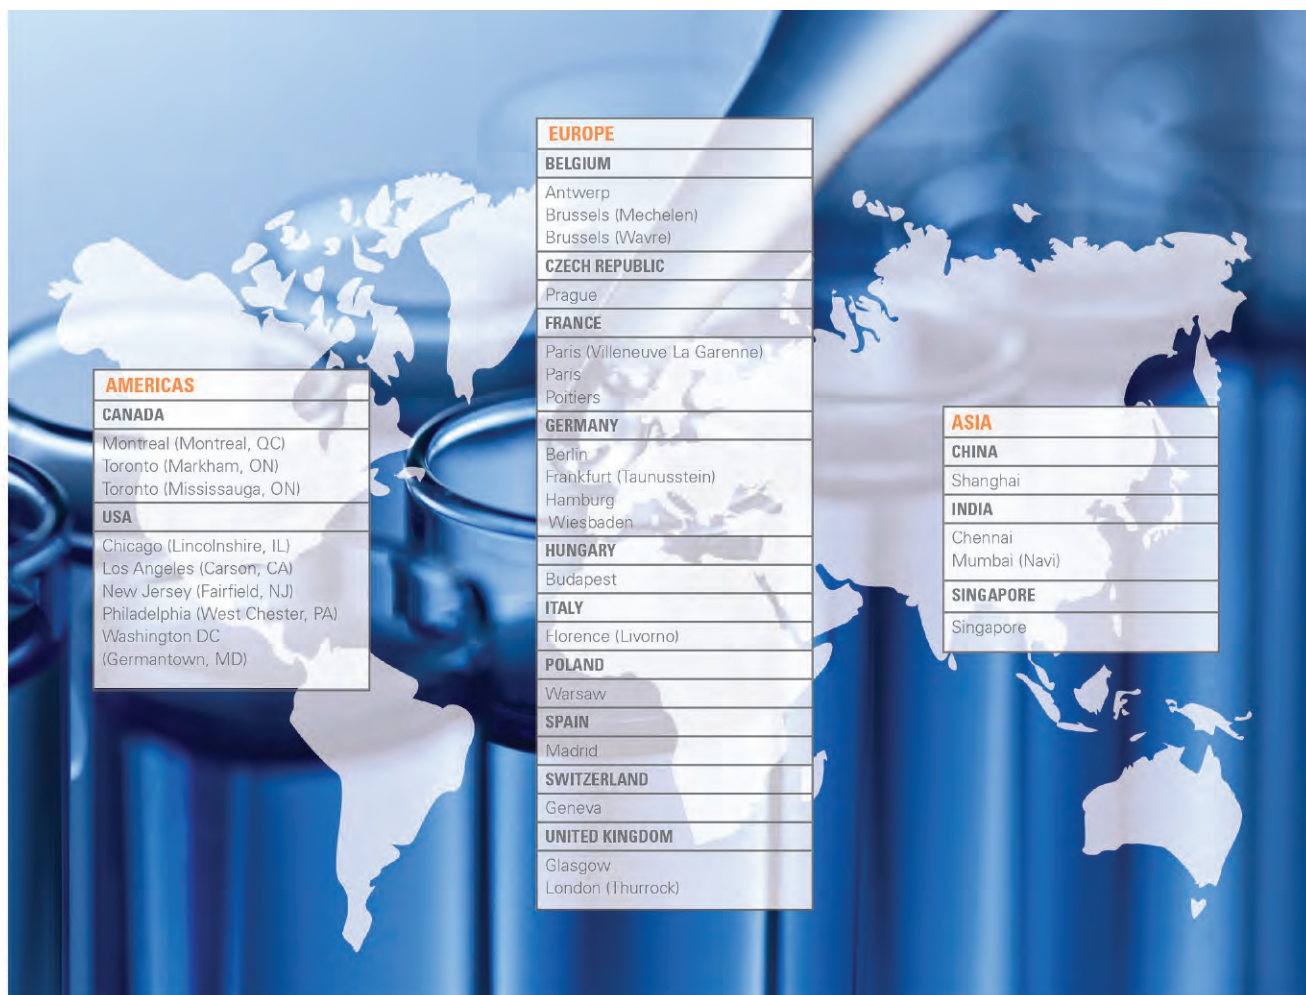 EUROPE
BELGIUM
Antwerp
Brussels (Mechelen)
Brussels (Wavre)
CZECH REPUBLIC
Prague
FRANCE
Paris (Villeneuve La Garenne)
Paris
Poitiers
GERMANY
Berlin
Frankfurt (Taunusstein)
Hamburg
Wiesbaden
HUNGARY
Budapest
ITALY
Florence (Livorno)
POLAND
Warsaw
SPAIN
Madrid
SWITZERLAND
Geneva
UNITED KINGDOM
Glasgow
London (Thurrock)
AMERICAS
CANADA
Montreal (Montreal, QC)
Toronto (Markham, ON)
Toronto (Mississauga, ON)
USA
Chicago (Lincolnshire, IL)
Los Angeles (Carson, CA)
New Jersey (Fairfield, NJ)
Philadelphia (West Chester, PA)
Washington DC
(Germantown, MD)
ASIA
CHINA
Shanghai
INDIA
Chennai
Mumbai (Navi)
SINGAPORE
Singapore